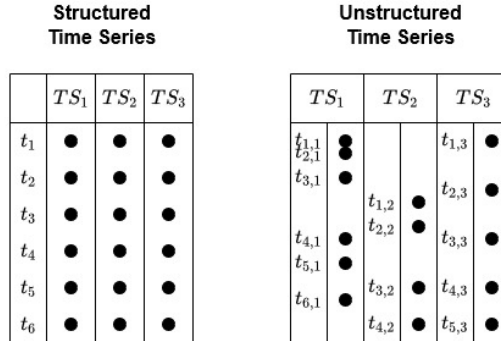 Structured
Time Series
Unstructured
Time Series
TS₁ TS₂ TS₃
t₁
t₂
t₃
t₄
t₅
t₆
TS₁ TS₂ TS₃
t₁,₁ t₁,₃
t₂,₁
t₃,₁ t₂,₃
t₁,₂
t₂,₂
t₄,₁ t₃,₃
t₅,₁
t₃,₂ t₄,₃
t₆,₁
t₄,₂ t₅,₃